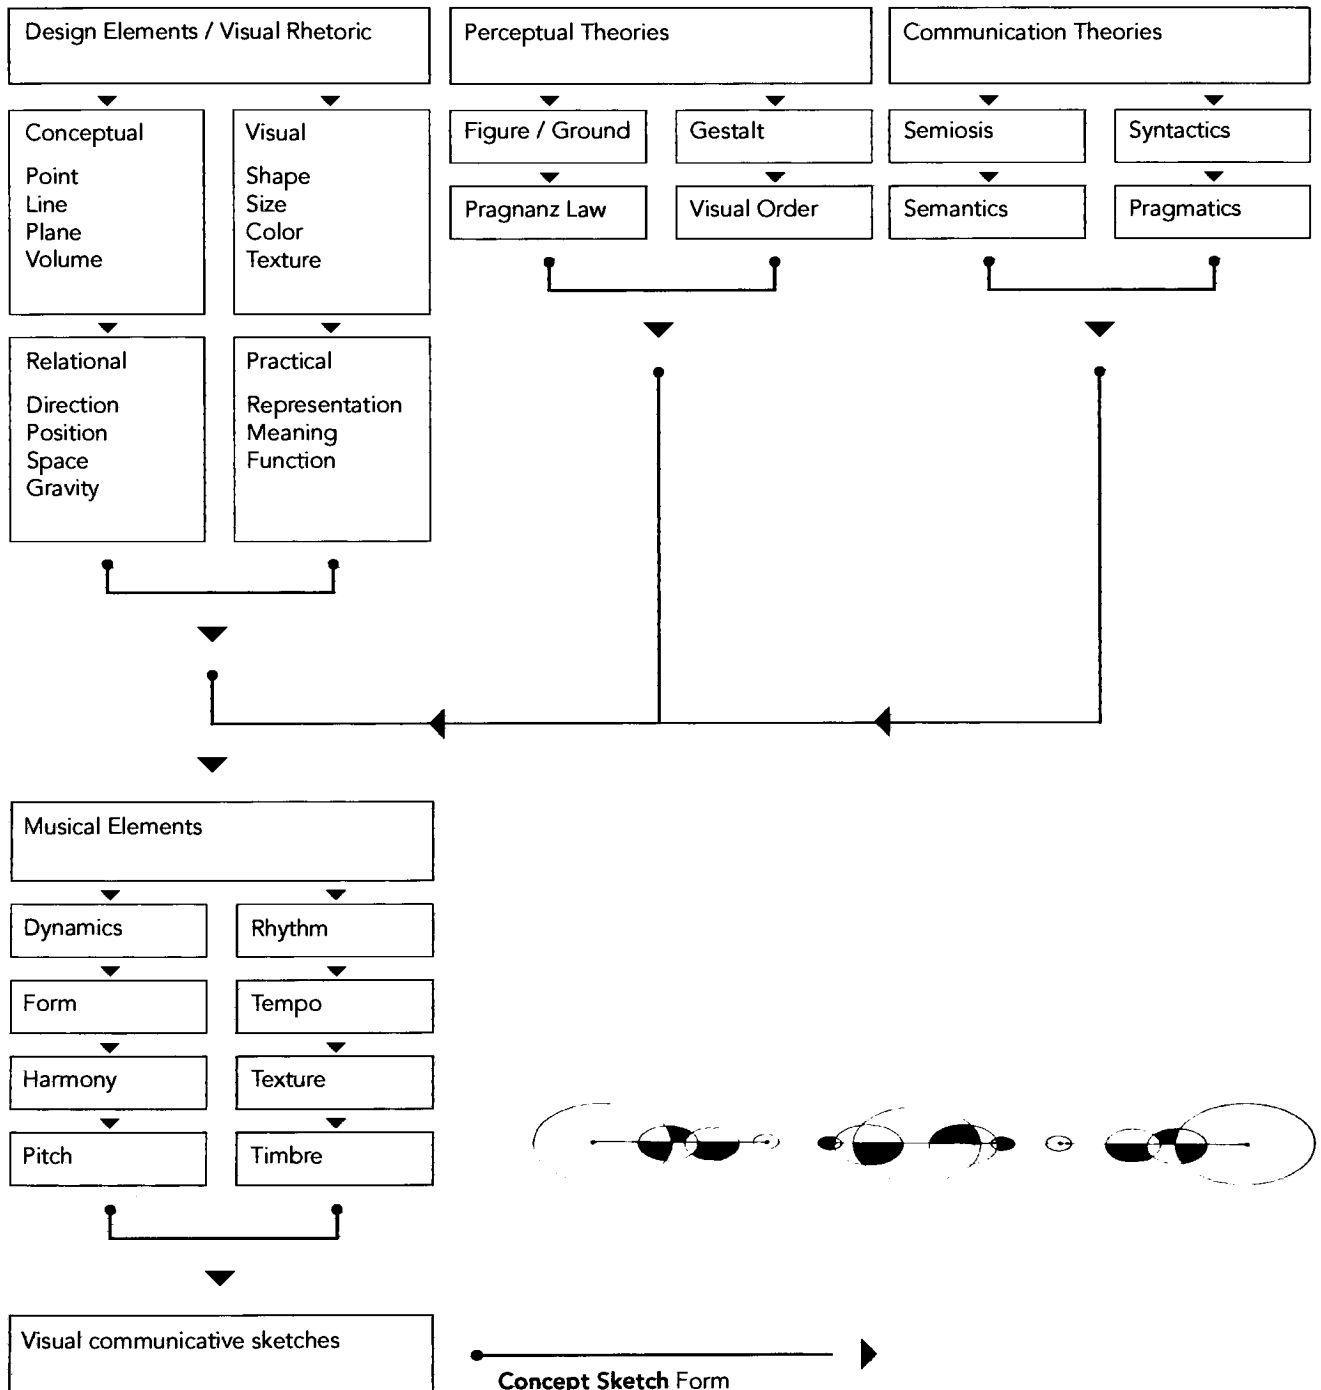 Design Elements / Visual Rhetoric
Conceptual
Point
Line
Plane
Volume
Visual
Shape
Size
Color
Texture
Relational
Direction
Position
Space
Gravity
Practical
Representation
Meaning
Function
Perceptual Theories
Figure / Ground
Gestalt
Pragnanz Law
Visual Order
Communication Theories
Semiosis
Syntactics
Semantics
Pragmatics
Musical Elements
Dynamics
Rhythm
Form
Tempo
Harmony
Texture
Pitch
Timbre
Visual communicative sketches
Concept Sketch Form